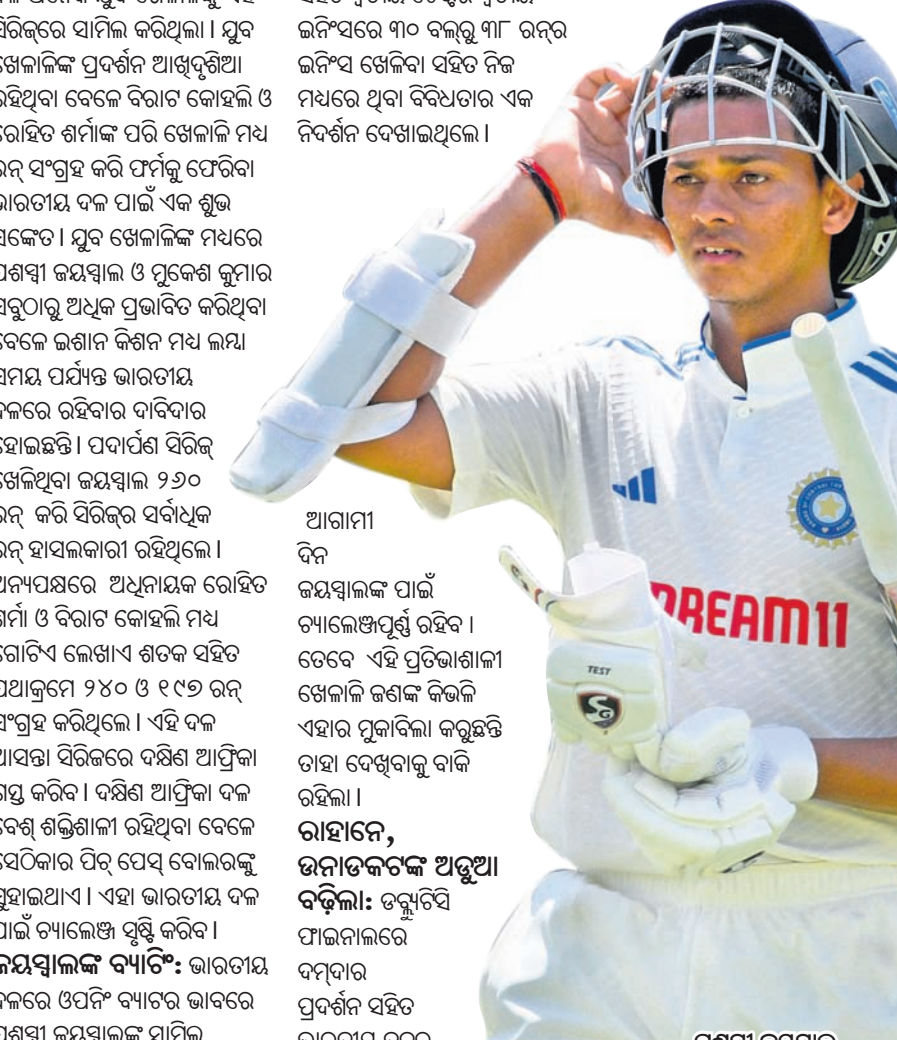 ସିରିଜ୍‌ରେ ସାମିଲ କରିଥିଲା । ଯୁବ
ଖେଳାଳିଙ୍କ ପ୍ରଦର୍ଶନ ଆଖିଦୃଶିଆ
ରହିଥିବା ବେଳେ ବିରାଟ କୋହଲି ଓ
ରୋହିତ ଶର୍ମାଙ୍କ ପରି ଖେଳାଳି ମଧ୍ୟ
ରନ୍ ସଂଗ୍ରହ କରି ଫର୍ମକୁ ଫେରିବା
ଭାରତୀୟ ଦଳ ପାଇଁ ଏକ ଶୁଭ
ସଙ୍କେତ । ଯୁବ ଖେଳାଳିଙ୍କ ମଧ୍ୟରେ
ଯଶସ୍ବୀ ଜୟସ୍ବାଲ ଓ ମୁକେଶ କୁମାର
ସବୁଠାରୁ ଅଧିକ ପ୍ରଭାବିତ କରିଥିବା
ବେଳେ ଇଶାନ କିଶନ ମଧ୍ୟ ଲମ୍ବା
ସମୟ ପର୍ଯ୍ୟନ୍ତ ଭାରତୀୟ
ଦଳରେ ରହିବାର ଦାବିଦାର
ହୋଇଛନ୍ତି । ପଦାର୍ପଣ ସିରିଜ୍
ଖେଳିଥିବା ଜୟସ୍ବାଲ ୨୬୦
ରନ୍ କରି ସିରିଜ୍‌ର ସର୍ବାଧିକ
ରନ୍ ହାସଲକାରୀ ରହିଥିଲେ ।
ଅନ୍ୟପକ୍ଷରେ ଅଧିନାୟକ ରୋହିତ
ଶର୍ମା ଓ ବିରାଟ କୋହଲି ମଧ୍ୟ
ଗୋଟିଏ ଲେଖାଏ ଶତକ ସହିତ
ଯଥାକ୍ରମେ ୨୪୦ ଓ ୧୯୭ ରନ୍
ସଂଗ୍ରହ କରିଥିଲେ । ଏହି ଦଳ
ଆସନ୍ତା ସିରିଜରେ ଦକ୍ଷିଣ ଆଫ୍ରିକା
ଗସ୍ତ କରିବ । ଦକ୍ଷିଣ ଆଫ୍ରିକା ଦଳ
ବେଶ୍ ଶକ୍ତିଶାଳୀ ରହିଥିବା ବେଳେ
ସେଠିକାର ପିଚ୍ ପେସ୍ ବୋଲରଙ୍କୁ
ସୁହାଇଥାଏ । ଏହା ଭାରତୀୟ ଦଳ
ପାଇଁ ଚ୍ୟାଲେଞ୍ଜ ସୃଷ୍ଟି କରିବ ।
ଜୟସ୍ବାଲଙ୍କ ବ୍ୟାଟିଂ: ଭାରତୀୟ
ଦଳରେ ଓପନିଂ ବ୍ୟାଟର ଭାବରେ
ଇନିଂସରେ ୩୦ ବଲ୍‌ରୁ ୩୮ ରନ୍‌ର
ଇନିଂସ ଖେଳିବା ସହିତ ନିଜ
ମଧ୍ୟରେ ଥିବା ବିବିଧତାର ଏକ
ନିଦର୍ଶନ ଦେଖାଇଥିଲେ ।
ଆଗାମୀ
ଦିନ
ଜୟସ୍ବାଲଙ୍କ ପାଇଁ
ଚ୍ୟାଲେଞ୍ଜପୂର୍ଣ୍ଣ ରହିବ ।
ତେବେ ଏହି ପ୍ରତିଭାଶାଳୀ
ଖେଳାଳି ଜଣଙ୍କ କିଭଳି
ଏହାର ମୁକାବିଲା କରୁଛନ୍ତି
ତାହା ଦେଖିବାକୁ ବାକି
ରହିଲା ।
ରାହାନେ,
ଉନାଡକଟଙ୍କ ଅଡୁଆ
ବଢ଼ିଲା: ଡବ୍ଲ୍ୟୁଟିସି
ଫାଇନାଲରେ
ଦମ୍‌ଦାର
ପ୍ରଦର୍ଶନ ସହିତ
DREAM11
TEST
SG